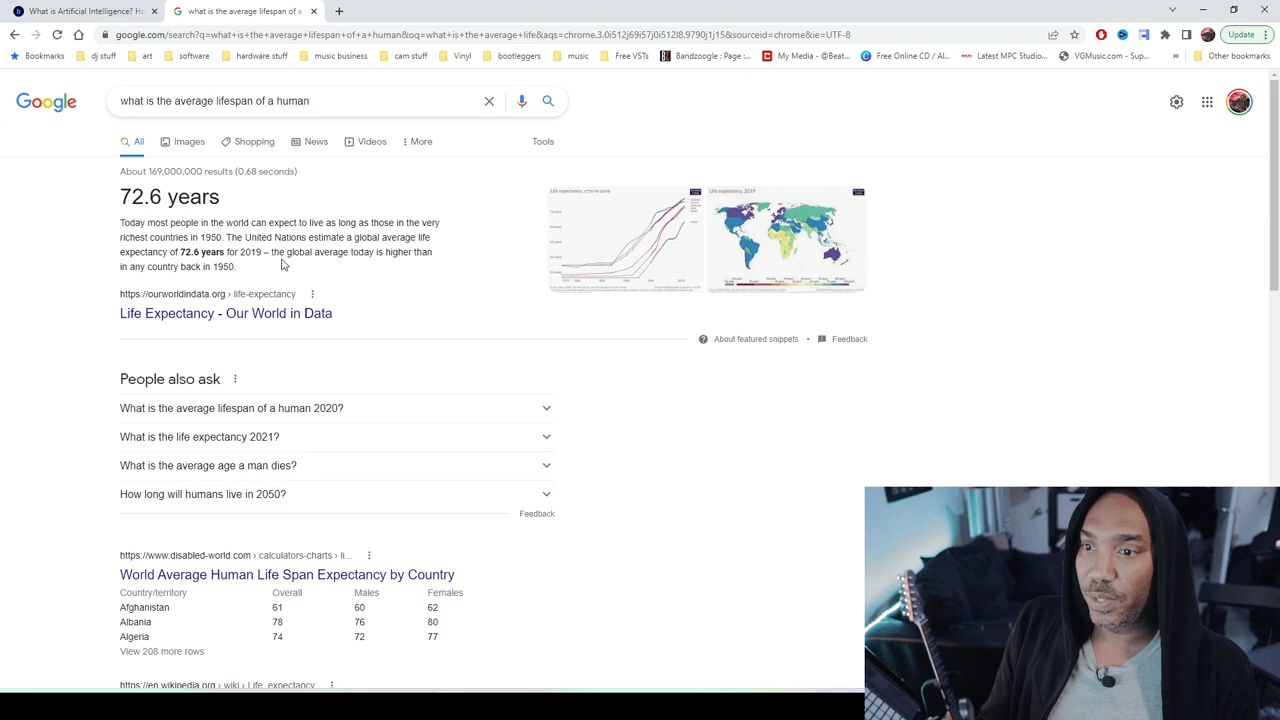 What is Artificial Intelligence? Ho
what is the average lifespan of a
google.com/search?q=what+is+the+average+lifespan+of+a+human&oq=what+is+the+average+life&aqs=chrome.3.0i512j69i57j0i512l8.9790j1j15&sourceid=chrome&ie=UTF-8
Update
Bookmarks dj stuff art software hardware stuff music business cam stuff Vinyl bootleggers music Free VSTs Bandzoogle : Page :... My Media - @Beat... Free Online CD / Al... Latest MPC Studio... VGMusic.com - Sup... » Other bookmarks
Google
what is the average lifespan of a human
All Images Shopping News Videos More Tools
About 169,000,000 results (0.68 seconds)
72.6 years
Today most people in the world can expect to live as long as those in the very
richest countries in 1950. The United Nations estimate a global average life
expectancy of 72.6 years for 2019 – the global average today is higher than
in any country back in 1950.
Life expectancy, 1770 to 2019
Life expectancy, 2019
https://ourworldindata.org › life-expectancy
Life Expectancy - Our World in Data
About featured snippets • Feedback
People also ask
What is the average lifespan of a human 2020?
What is the life expectancy 2021?
What is the average age a man dies?
How long will humans live in 2050?
Feedback
https://www.disabled-world.com › calculators-charts › li...
World Average Human Life Span Expectancy by Country
Country/territory Overall Males Females
Afghanistan 61 60 62
Albania 78 76 80
Algeria 74 72 77
View 208 more rows
https://en.wikipedia.org › wiki › Life_expectancy